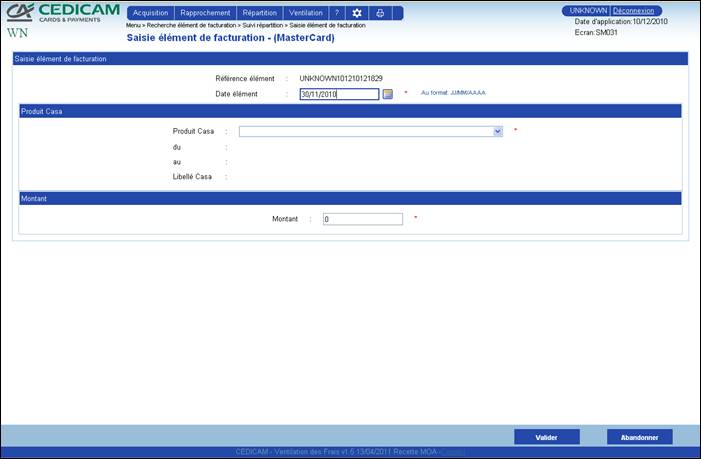 CEDICAM
CARDS & PAYMENTS
WN
Acquisition Rapprochement Répartition Ventilation ?
UNKNOWN Déconnexion
Date d'application:10/12/2010
Ecran:SM031
Menu > Recherche élément de facturation > Suivi répartition > Saisie élément de facturation
Saisie élément de facturation - (MasterCard)
Saisie élément de facturation
Référence élément : UNKNOWN101210121829
Date élément : 30/11/2010 * Au format JJ/MM/AAAA
Produit Casa
Produit Casa : *
du :
au :
Libellé Casa :
Montant
Montant : 0 *
Valider Abandonner
CEDICAM - Ventilation des Frais v1.6 13/04/2011 Recette MOA -